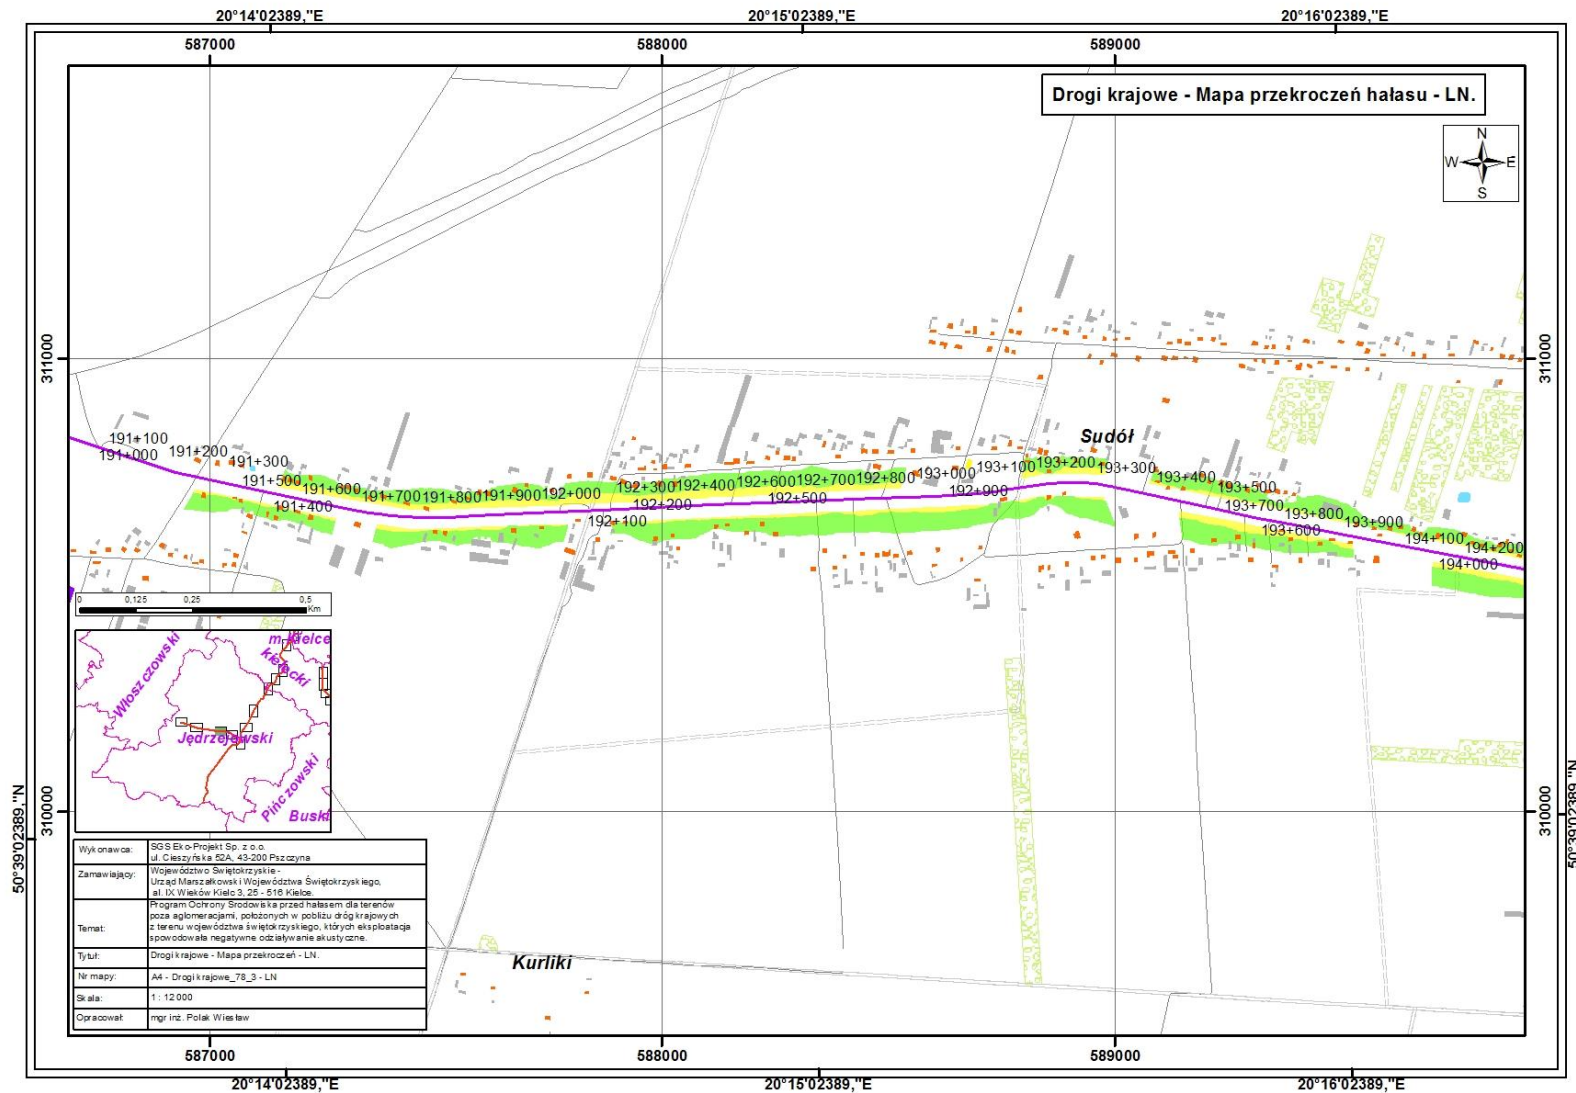 20°14'02389,"E
20°15'02389,"E
20°16'02389,"E
587000
588000
589000
Drogi krajowe - Mapa przekroczeń hałasu - LN.
N
W
E
S
311000
311000
Sudół
191+100
191+000
191+200
191+300
191+500
191+400
191+600
191+700
191+800
191+900
192+000
192+100
192+300
192+200
192+400
192+600
192+500
192+700
192+800
193+000
192+900
193+100
193+200
193+300
193+400
193+500
193+700
193+600
193+800
193+900
194+100
194+000
194+200
0
0,125
0,25
0,5
Km
m. Kielce
kielecki
Włoszczowski
Jędrzejowski
Pińczowski
Buski
310000
310000
50°39'02389,"N
50°39'02389,"N
Wykonawca:
SGS Eko-Projekt Sp. z o.o.
ul. Cieszyńska 52A, 43-200 Pszczyna
Zamawiający:
Województwo Świętokrzyskie -
Urząd Marszałkowski Województwa Świętokrzyskiego,
al. IX Wieków Kielc 3, 25 - 516 Kielce.
Temat:
Program Ochrony Środowiska przed hałasem dla terenów
poza aglomeracjami, położonych w pobliżu dróg krajowych
z terenu województwa świętokrzyskiego, których eksploatacja
spowodowała negatywne odziaływanie akustyczne.
Tytuł:
Drogi krajowe - Mapa przekroczeń - LN.
Nr mapy:
A4 - Drogi krajowe_78_3 - LN
Skala:
1 : 12 000
Opracował:
mgr inż. Polak Wiesław
Kurliki
587000
588000
589000
20°14'02389,"E
20°15'02389,"E
20°16'02389,"E